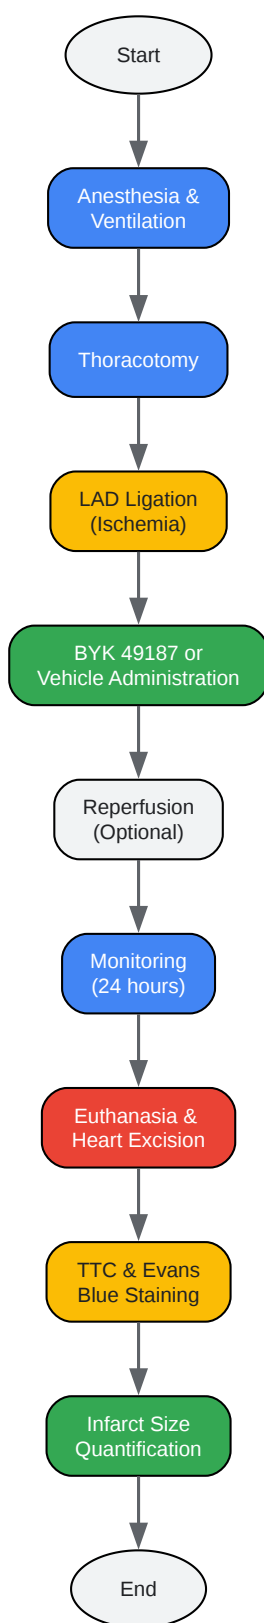 Start
Anesthesia &
Ventilation
Thoracotomy
LAD Ligation
(Ischemia)
BYK 49187 or
Vehicle Administration
Reperfusion
(Optional)
Monitoring
(24 hours)
Euthanasia &
Heart Excision
TTC & Evans
Blue Staining
Infarct Size
Quantification
End